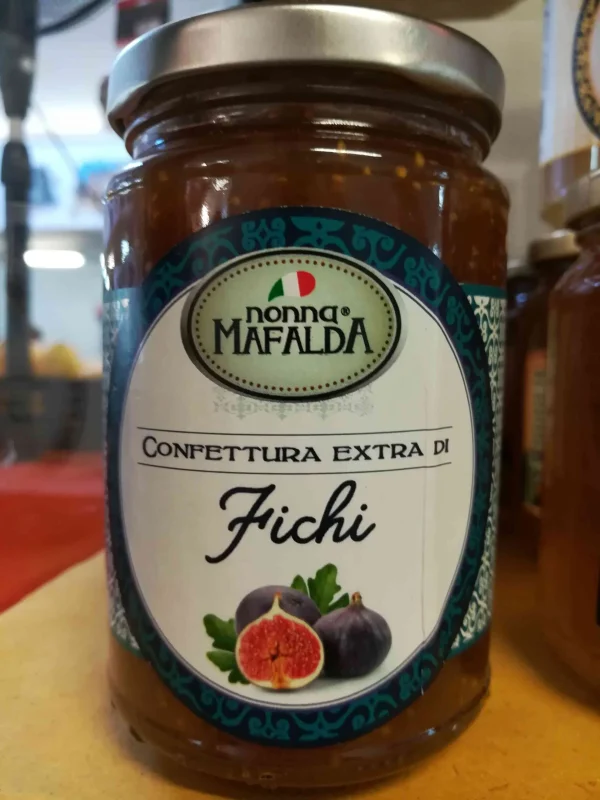 nonna®
MAFALDA
CONFETTURA EXTRA DI
Fichi